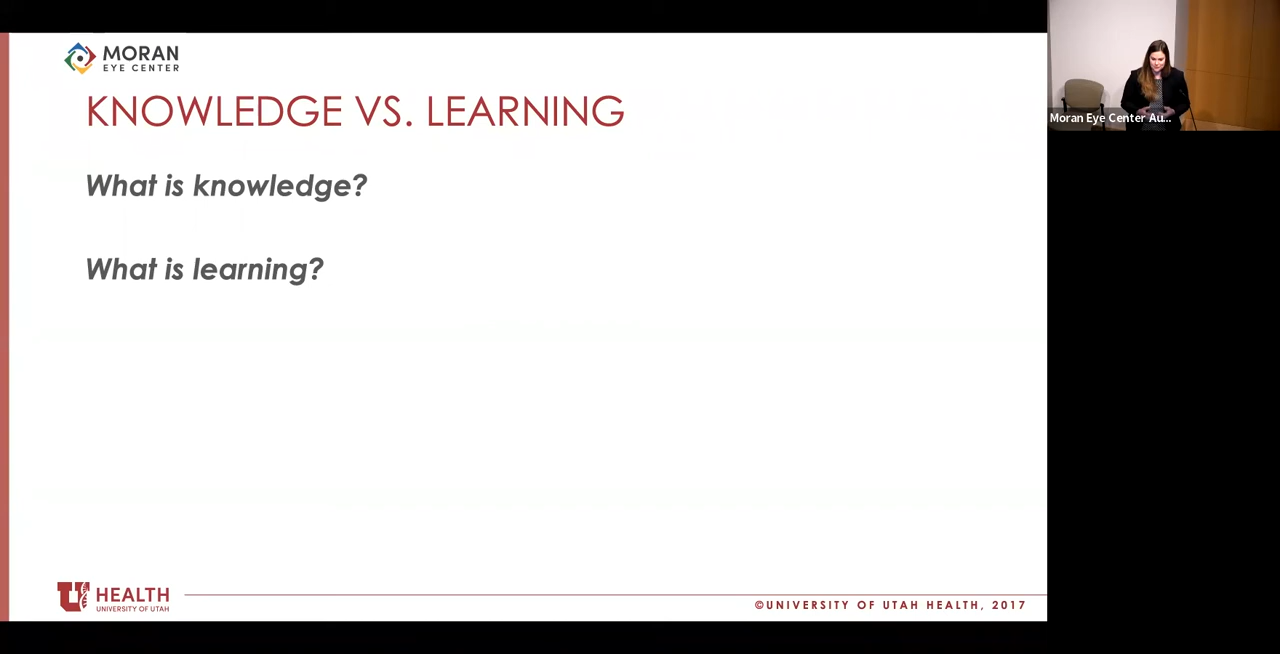 MORAN
EYE CENTER
KNOWLEDGE VS. LEARNING
What is knowledge?
What is learning?
HEALTH
UNIVERSITY OF UTAH
©UNIVERSITY OF UTAH HEALTH, 2017
Moran Eye Center Au...